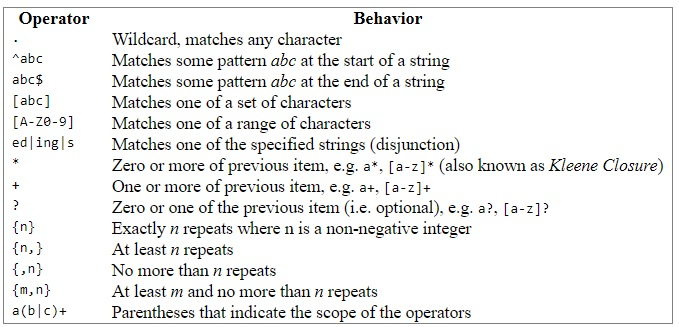 Operator Behavior
. Wildcard, matches any character
^abc Matches some pattern abc at the start of a string
abc$ Matches some pattern abc at the end of a string
[abc] Matches one of a set of characters
[A-Z0-9] Matches one of a range of characters
ed|ing|s Matches one of the specified strings (disjunction)
* Zero or more of previous item, e.g. a*, [a-z]* (also known as Kleene Closure)
+ One or more of previous item, e.g. a+, [a-z]+
? Zero or one of the previous item (i.e. optional), e.g. a?, [a-z]?
{n} Exactly n repeats where n is a non-negative integer
{n,} At least n repeats
{,n} No more than n repeats
{m,n} At least m and no more than n repeats
a(b|c)+ Parentheses that indicate the scope of the operators